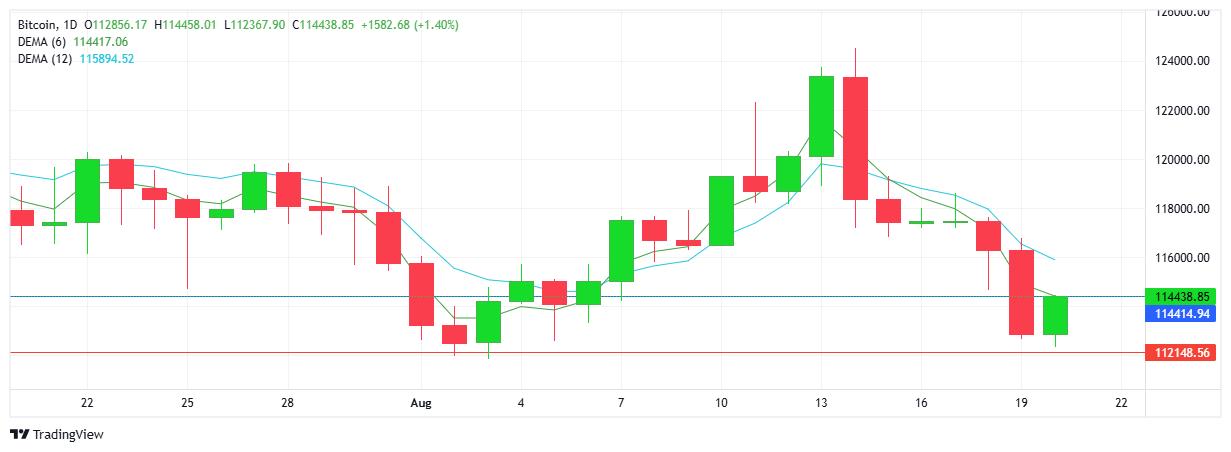 Bitcoin, 1D O112856.17 H114458.01 L112367.90 C114438.85 +1582.68 (+1.40%)
DEMA (6) 114417.06
DEMA (12) 115894.52
126000.00
124000.00
122000.00
120000.00
118000.00
116000.00
114438.85
114414.94
112148.56
22 25 28 Aug 4 7 10 13 16 19 22
TradingView